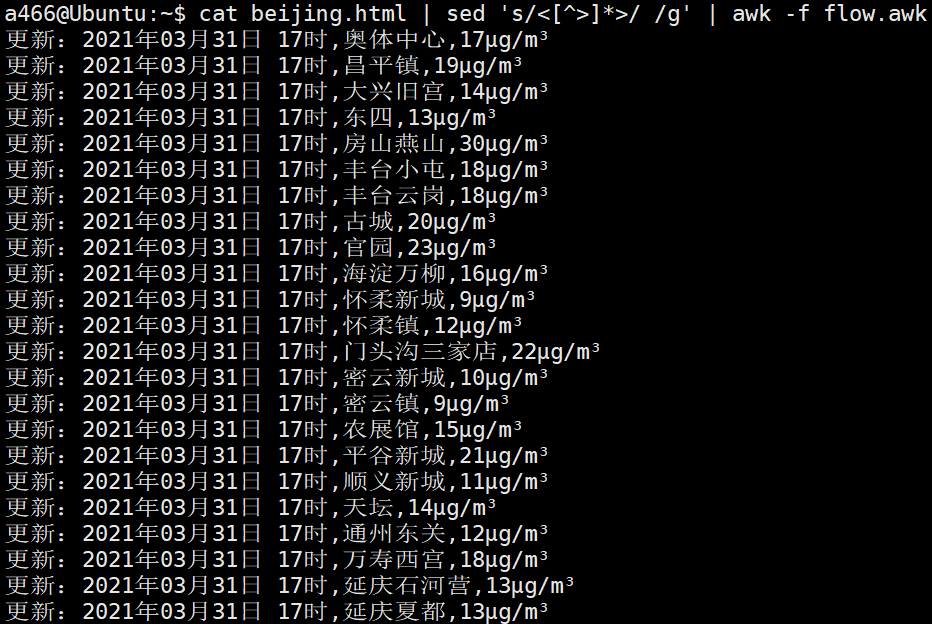 a466@Ubuntu:~$ cat beijing.html | sed 's/<[^>]*>/ /g' | awk -f flow.awk
更新：2021年03月31日 17时,奥体中心,17μg/m³
更新：2021年03月31日 17时,昌平镇,19μg/m³
更新：2021年03月31日 17时,大兴旧宫,14μg/m³
更新：2021年03月31日 17时,东四,13μg/m³
更新：2021年03月31日 17时,房山燕山,30μg/m³
更新：2021年03月31日 17时,丰台小屯,18μg/m³
更新：2021年03月31日 17时,丰台云岗,18μg/m³
更新：2021年03月31日 17时,古城,20μg/m³
更新：2021年03月31日 17时,官园,23μg/m³
更新：2021年03月31日 17时,海淀万柳,16μg/m³
更新：2021年03月31日 17时,怀柔新城,9μg/m³
更新：2021年03月31日 17时,怀柔镇,12μg/m³
更新：2021年03月31日 17时,门头沟三家店,22μg/m³
更新：2021年03月31日 17时,密云新城,10μg/m³
更新：2021年03月31日 17时,密云镇,9μg/m³
更新：2021年03月31日 17时,农展馆,15μg/m³
更新：2021年03月31日 17时,平谷新城,21μg/m³
更新：2021年03月31日 17时,顺义新城,11μg/m³
更新：2021年03月31日 17时,天坛,14μg/m³
更新：2021年03月31日 17时,通州东关,12μg/m³
更新：2021年03月31日 17时,万寿西宫,18μg/m³
更新：2021年03月31日 17时,延庆石河营,13μg/m³
更新：2021年03月31日 17时,延庆夏都,13μg/m³